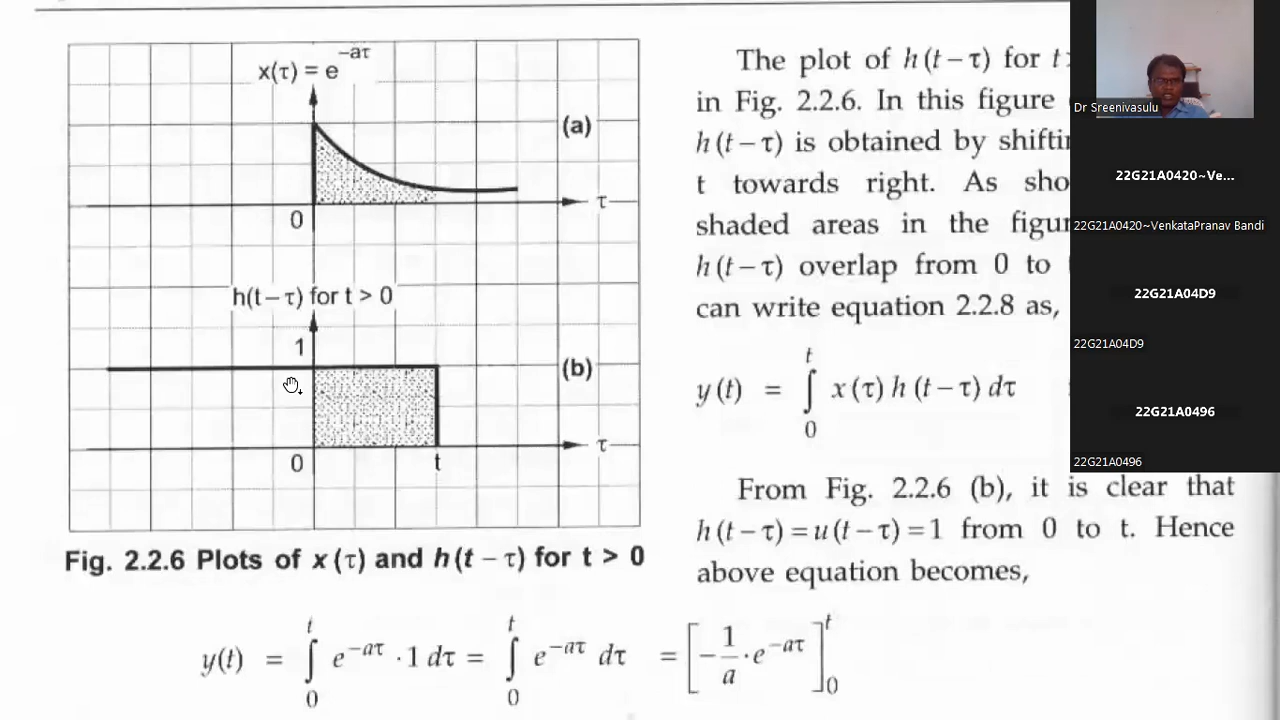 x(τ) = e^{-aτ}
(a)
0
τ
h(t – τ) for t > 0
1
(b)
0
t
τ
Fig. 2.2.6 Plots of x(τ) and h(t – τ) for t > 0
The plot of h(t – τ) for t
in Fig. 2.2.6. In this figure
h(t – τ) is obtained by
t towards right. As
shaded areas in the
h(t – τ) overlap from 0 to
can write equation 2.2.8 as,
y(t) = ∫_0^t x(τ) h(t – τ) dτ
From Fig. 2.2.6 (b), it is clear that
h(t – τ) = u(t – τ) = 1 from 0 to t. Hence
above equation becomes,
y(t) = ∫_0^t e^{-aτ} · 1 dτ = ∫_0^t e^{-aτ} dτ = [ -1/a · e^{-aτ} ]_0^t
Dr Sreenivasulu
22G21A0420~Ve...
22G21A0420~VenkataPranav Bandi
22G21A04D9
22G21A04D9
22G21A0496
22G21A0496